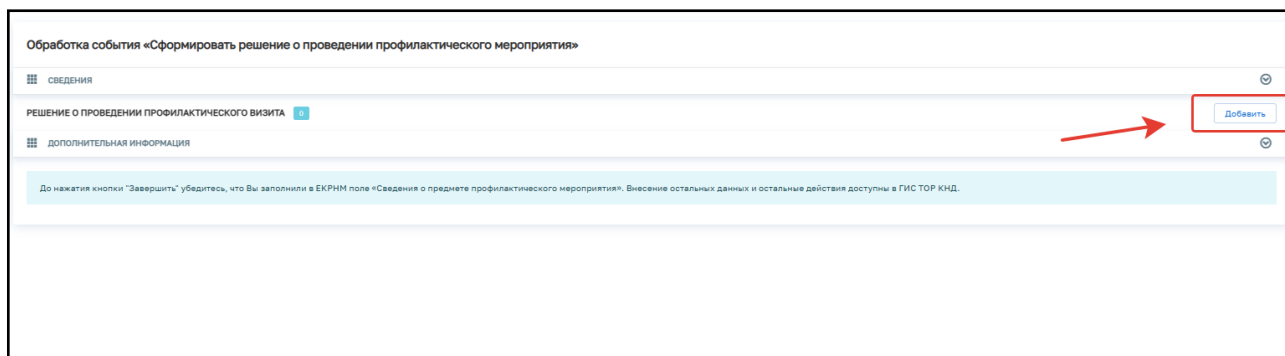 Обработка события «Сформировать решение о проведении профилактического мероприятия»
СВЕДЕНИЯ
РЕШЕНИЕ О ПРОВЕДЕНИИ ПРОФИЛАКТИЧЕСКОГО ВИЗИТА 0 Добавить
ДОПОЛНИТЕЛЬНАЯ ИНФОРМАЦИЯ
До нажатия кнопки "Завершить" убедитесь, что Вы заполнили в ЕКРНМ поле «Сведения о предмете профилактического мероприятия». Внесение остальных данных и остальные действия доступны в ГИС ТОР КНД.